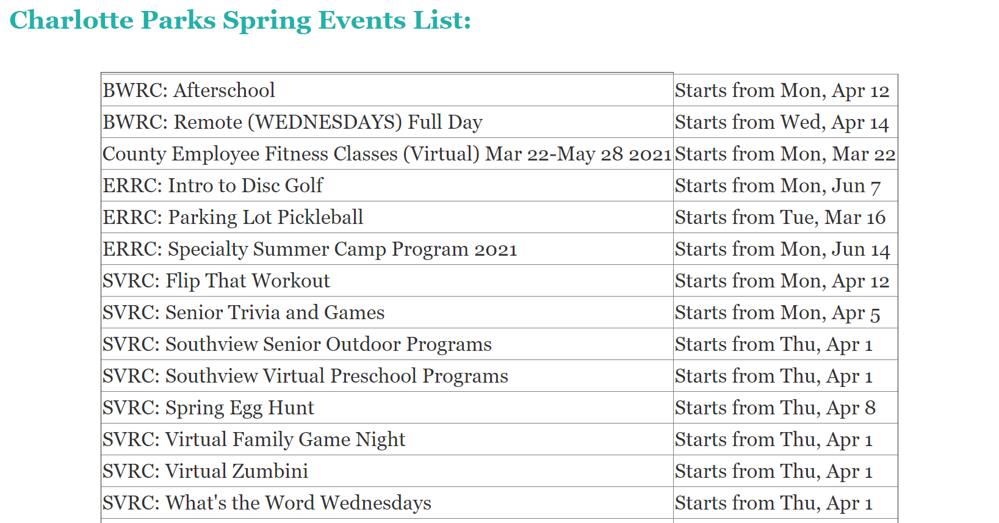 Charlotte Parks Spring Events List:
BWRC: Afterschool Starts from Mon, Apr 12
BWRC: Remote (WEDNESDAYS) Full Day Starts from Wed, Apr 14
County Employee Fitness Classes (Virtual) Mar 22-May 28 2021 Starts from Mon, Mar 22
ERRC: Intro to Disc Golf Starts from Mon, Jun 7
ERRC: Parking Lot Pickleball Starts from Tue, Mar 16
ERRC: Specialty Summer Camp Program 2021 Starts from Mon, Jun 14
SVRC: Flip That Workout Starts from Mon, Apr 12
SVRC: Senior Trivia and Games Starts from Mon, Apr 5
SVRC: Southview Senior Outdoor Programs Starts from Thu, Apr 1
SVRC: Southview Virtual Preschool Programs Starts from Thu, Apr 1
SVRC: Spring Egg Hunt Starts from Thu, Apr 8
SVRC: Virtual Family Game Night Starts from Thu, Apr 1
SVRC: Virtual Zumbini Starts from Thu, Apr 1
SVRC: What's the Word Wednesdays Starts from Thu, Apr 1